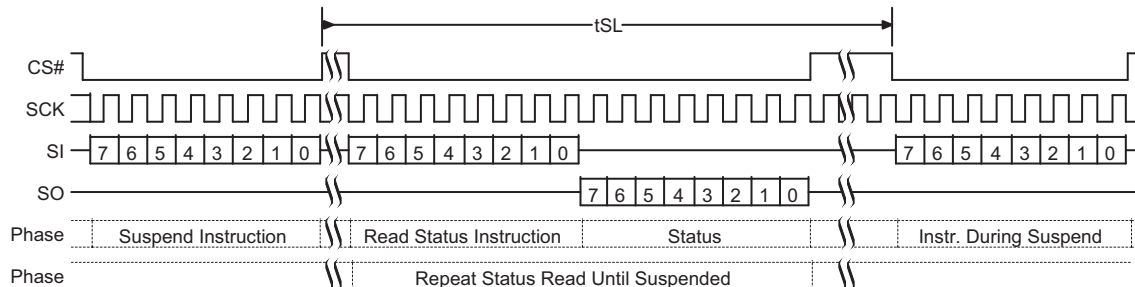 tSL
CS#
SCK
SI 7 6 5 4 3 2 1 0 7 6 5 4 3 2 1 0 7 6 5 4 3 2 1 0
SO 7 6 5 4 3 2 1 0
Phase Suspend Instruction Read Status Instruction Status Instr. During Suspend
Phase Repeat Status Read Until Suspended